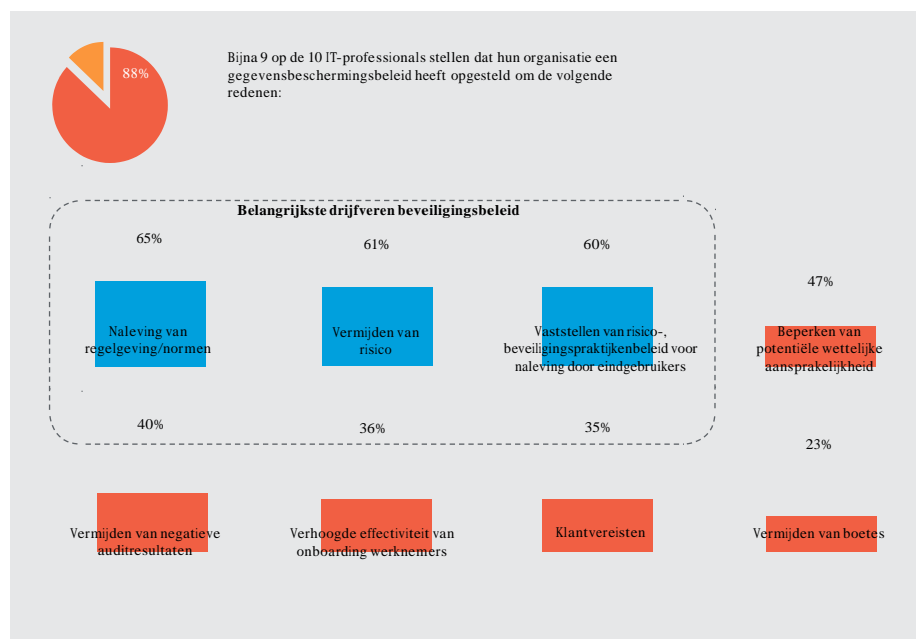 88%
Bijna 9 op de 10 IT-professionals stellen dat hun organisatie een
gegevensbeschermingsbeleid heeft opgesteld om de volgende
redenen:
Belangrijkste drijfveren beveiligingsbeleid
65%
Naleving van
regelgeving/normen
61%
Vermijden van
risico
60%
Vaststellen van risico-,
beveiligingspraktijkenbeleid voor
naleving door eindgebruikers
47%
Beperken van
potentiële wettelijke
aansprakelijkheid
40%
Vermijden van negatieve
auditresultaten
36%
Verhoogde effectiviteit van
onboarding werknemers
35%
Klantvereisten
23%
Vermijden van boetes